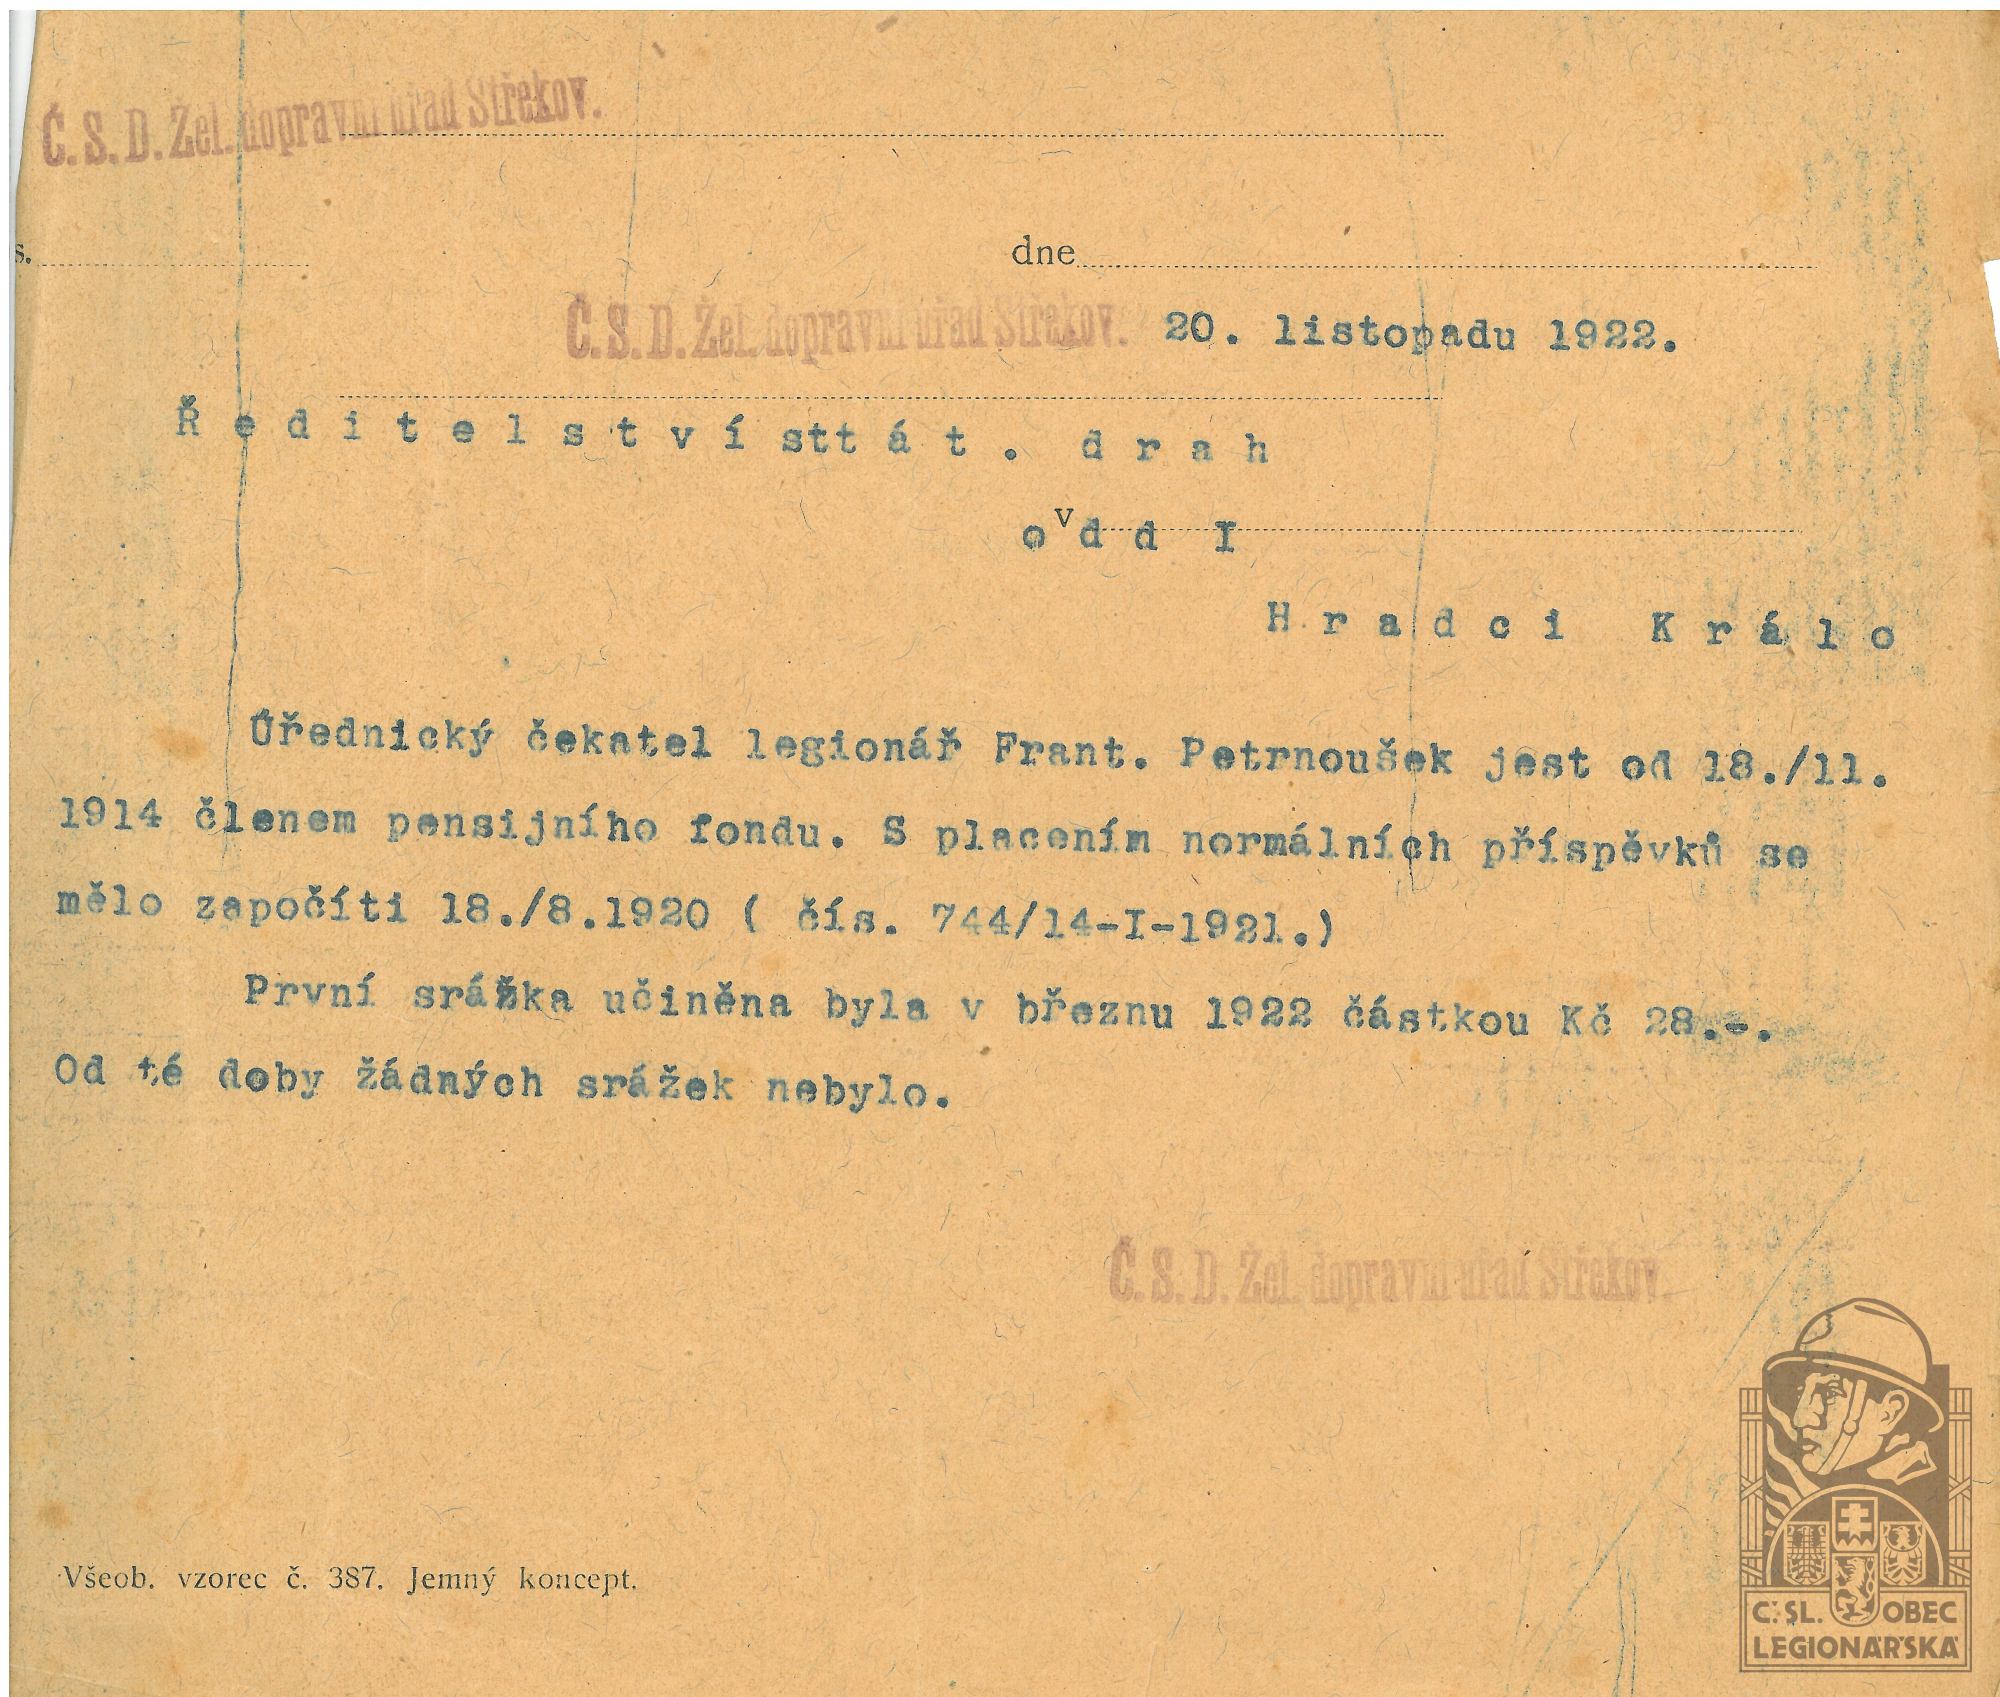 Č. S. D. Žel. dopravní úřad Střekov.
s.
dne
Č. S. D. Žel. dopravní úřad Střekov. 20. listopadu 1922.
Ředitelství sttát. drah
v
odd I
Hradci Králo
Úřednický čekatel legionář Frant. Petrnoušek jest od 18./11.
1914 členem pensijního fondu. S placením normálních příspěvků se
mělo započíti 18./8.1920 ( čís. 744/14-I-1921.)
První srážka učiněna byla v březnu 1922 částkou Kč 28.-.
Od té doby žádných srážek nebylo.
Č. S. D. Žel. dopravní úřad Střekov.
Všeob. vzorec č. 387. Jemný koncept.
Č. SL. OBEC
LEGIONÁŘSKÁ